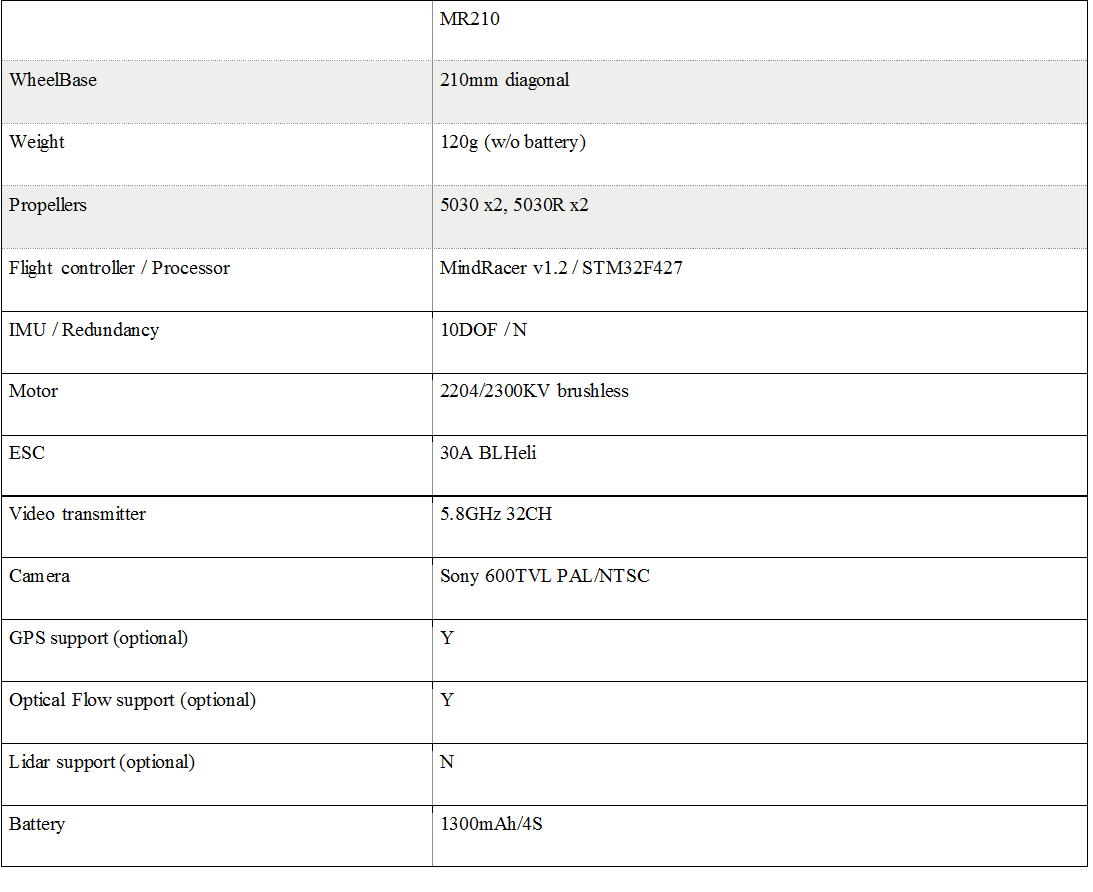 MR210
WheelBase 210mm diagonal
Weight 120g (w/o battery)
Propellers 5030 x2, 5030R x2
Flight controller / Processor MindRacer v1.2 / STM32F427
IMU / Redundancy 10DOF / N
Motor 2204/2300KV brushless
ESC 30A BLHeli
Video transmitter 5.8GHz 32CH
Camera Sony 600TVL PAL/NTSC
GPS support (optional) Y
Optical Flow support (optional) Y
Lidar support (optional) N
Battery 1300mAh/4S